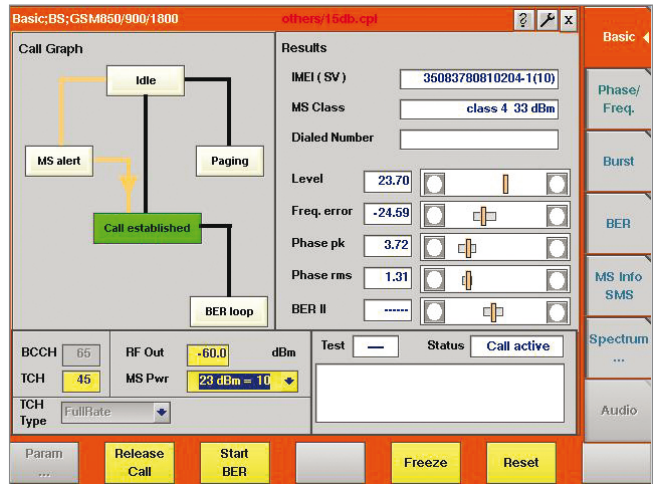 Basic;BS;GSM850/900/1800
others/15db.cpl
? x
Basic
Call Graph
Results
Idle
MS alert
Paging
Call established
BER loop
IMEI ( SV ) 35083780810204-1(10)
MS Class class 4 33 dBm
Dialed Number
Level 23.70
Freq. error -24.59
Phase pk 3.72
Phase rms 1.31
BER II ------
Phase/
Freq.
Burst
BER
MS Info
SMS
Spectrum
...
Audio
BCCH 65 RF Out -60.0 dBm
TCH 45 MS Pwr 23 dBm = 10
TCH
Type FullRate
Test — Status Call active
Param
...
Release
Call
Start
BER
Freeze
Reset